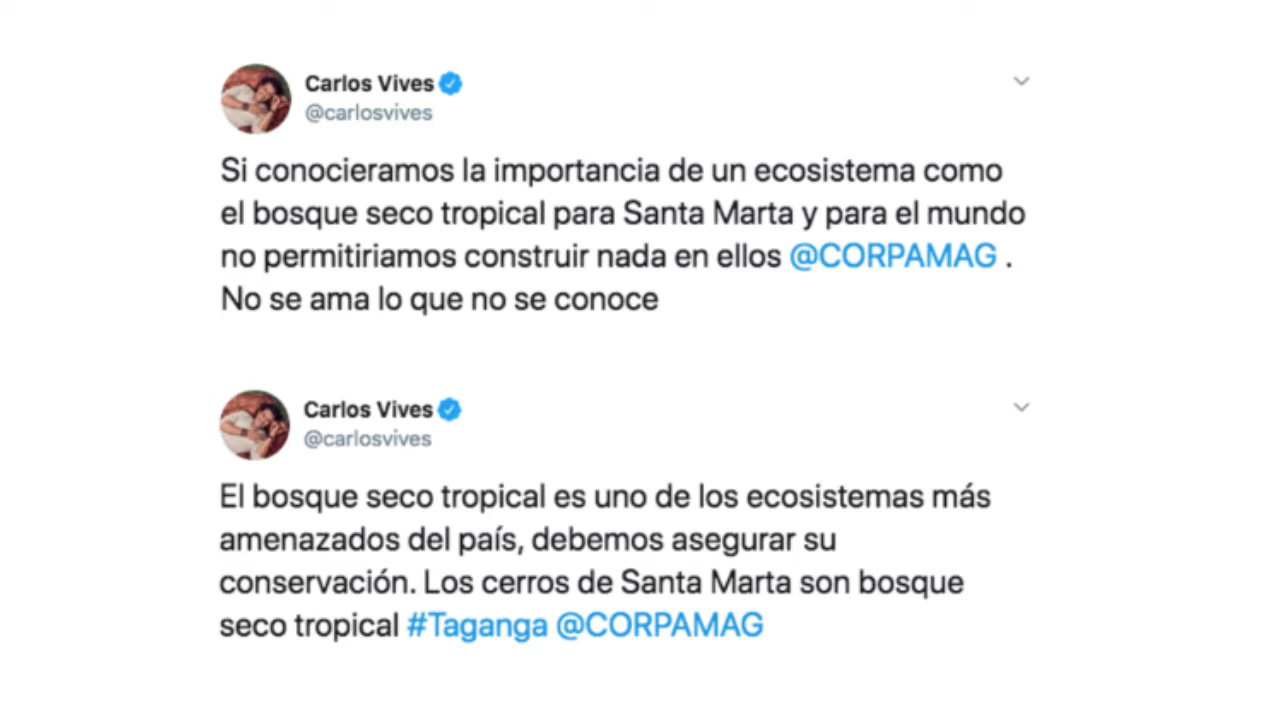 Carlos Vives
@carlosvives
Si conocieramos la importancia de un ecosistema como
el bosque seco tropical para Santa Marta y para el mundo
no permitiriamos construir nada en ellos @CORPAMAG .
No se ama lo que no se conoce
Carlos Vives
@carlosvives
El bosque seco tropical es uno de los ecosistemas más
amenazados del país, debemos asegurar su
conservación. Los cerros de Santa Marta son bosque
seco tropical #Taganga @CORPAMAG